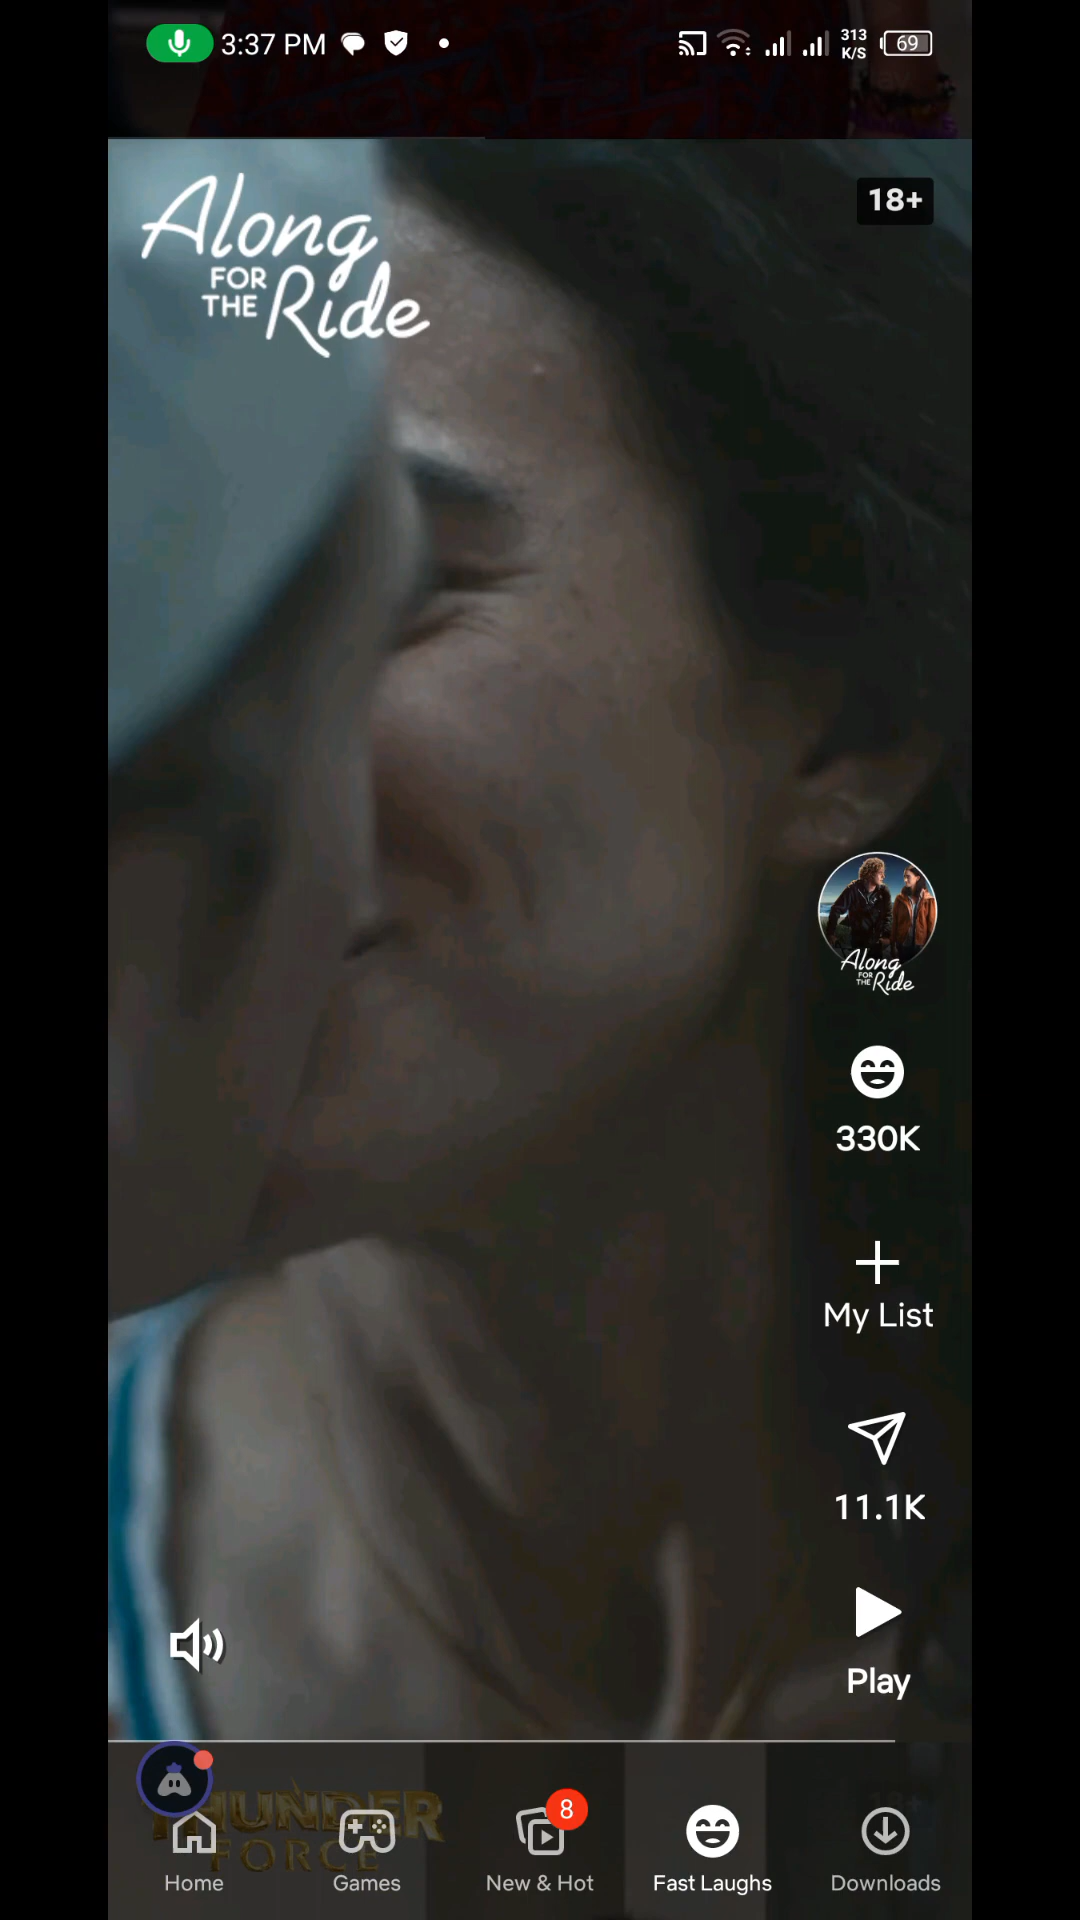 3:37 PM
313
K/S
69
Along
FOR
THE
Ride
18+
Along
FOR
THE
Ride
330K
My List
11.1K
Play
THUNDER
FORCE
18+
8
Home
Games
New & Hot
Fast Laughs
Downloads